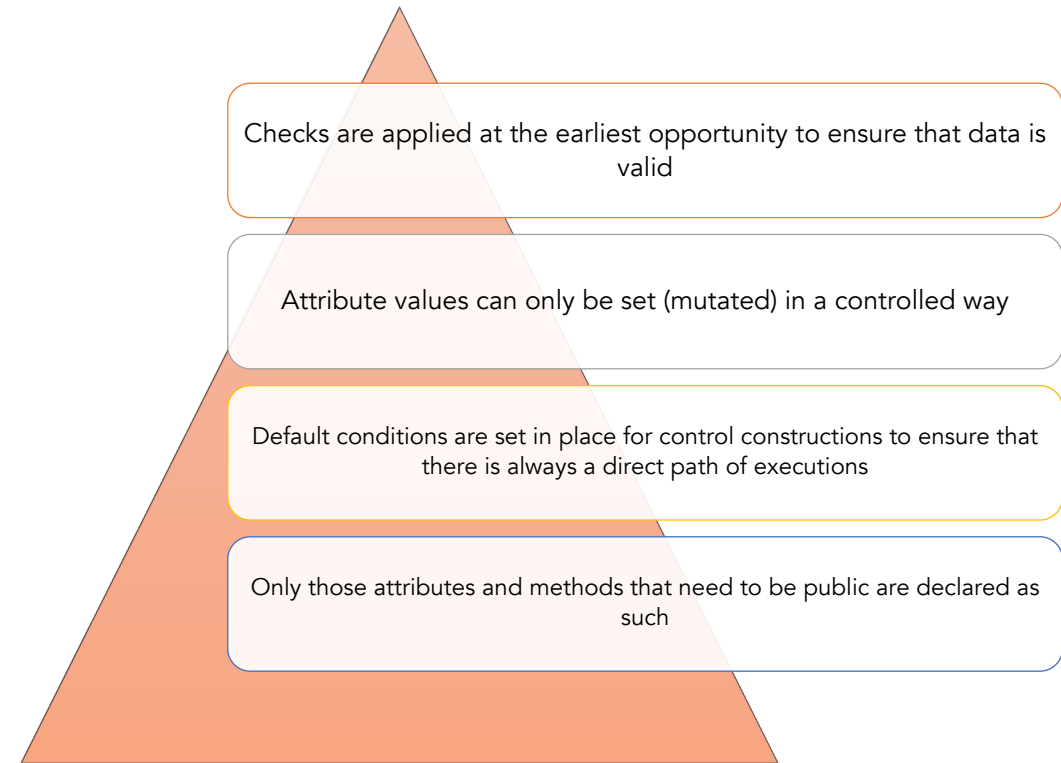 Checks are applied at the earliest opportunity to ensure that data is
valid
Attribute values can only be set (mutated) in a controlled way
Default conditions are set in place for control constructions to ensure that
there is always a direct path of executions
Only those attributes and methods that need to be public are declared as
such